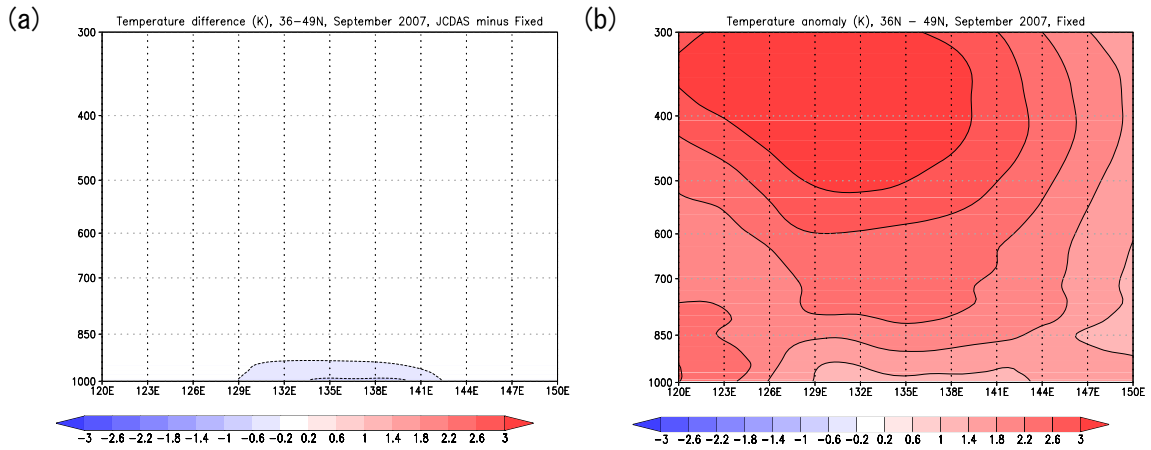 (a)
Temperature difference (K), 36-49N, September 2007, JCDAS minus Fixed
300
400
500
600
700
850
1000
120E 123E 126E 129E 132E 135E 138E 141E 144E 147E 150E
-3 -2.6 -2.2 -1.8 -1.4 -1 -0.6 -0.2 0.2 0.6 1 1.4 1.8 2.2 2.6 3
(b)
Temperature anomaly (K), 36N - 49N, September 2007, Fixed
300
400
500
600
700
850
1000
120E 123E 126E 129E 132E 135E 138E 141E 144E 147E 150E
-3 -2.6 -2.2 -1.8 -1.4 -1 -0.6 -0.2 0.2 0.6 1 1.4 1.8 2.2 2.6 3